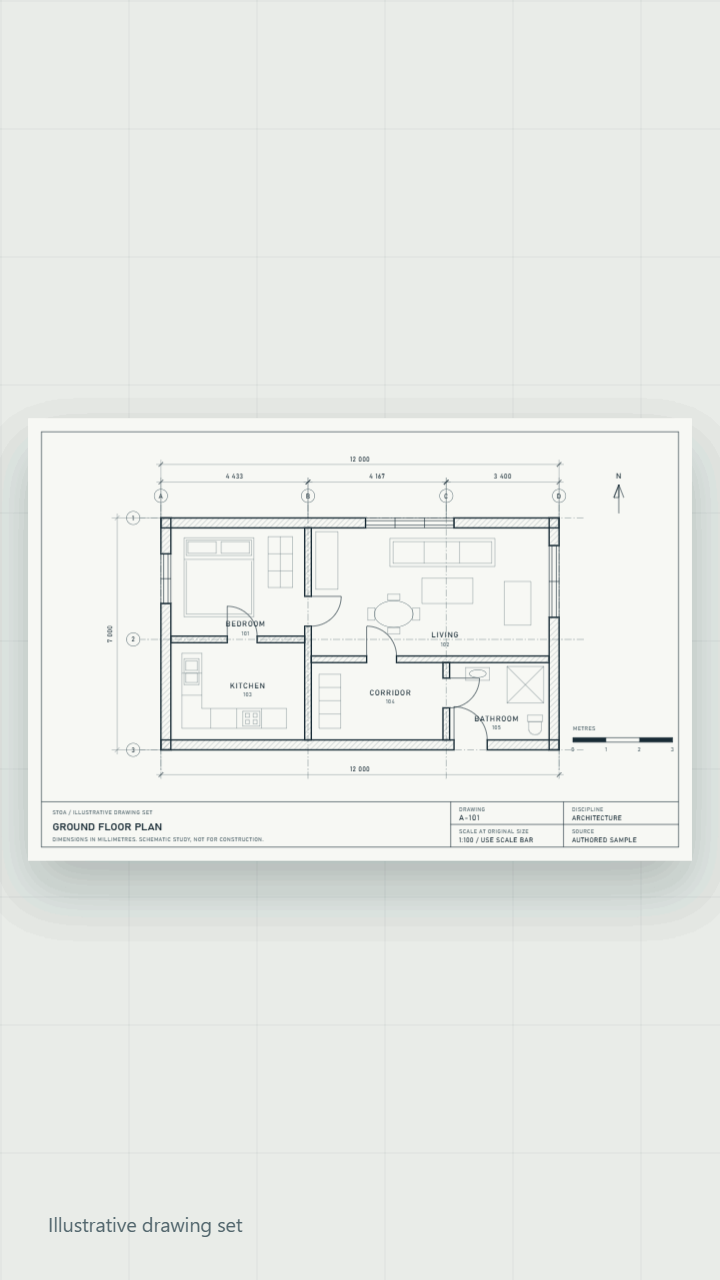 12 000
4 433
4 167
3 400
N
A
B
C
D
1
7 000
2
3
BEDROOM
101
LIVING
102
KITCHEN
103
CORRIDOR
104
BATHROOM
105
METRES
0 1 2 3
12 000
STOA / ILLUSTRATIVE DRAWING SET
GROUND FLOOR PLAN
DIMENSIONS IN MILLIMETRES. SCHEMATIC STUDY, NOT FOR CONSTRUCTION.
DRAWING
A-101
DISCIPLINE
ARCHITECTURE
SCALE AT ORIGINAL SIZE
1:100 / USE SCALE BAR
SOURCE
AUTHORED SAMPLE
Illustrative drawing set